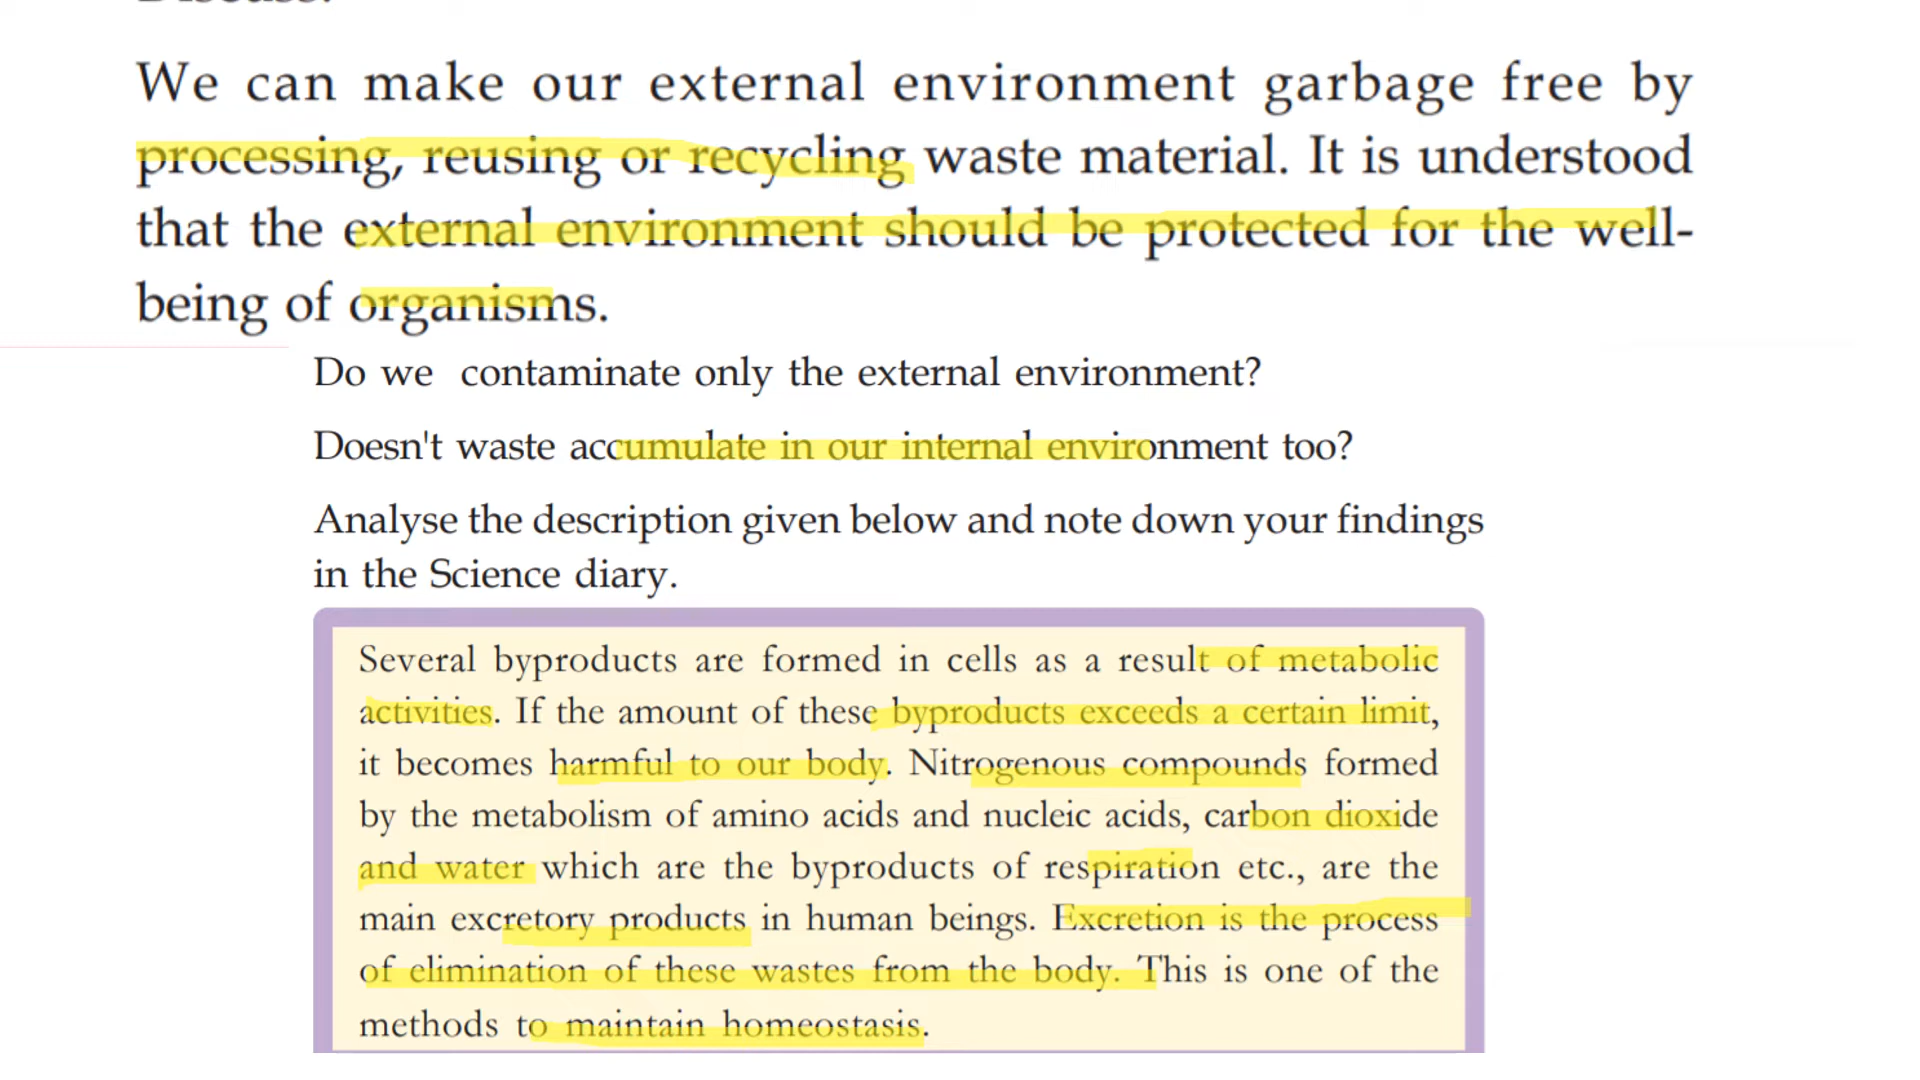 Discuss.
We can make our external environment garbage free by
processing, reusing or recycling waste material. It is understood
that the external environment should be protected for the well-
being of organisms.
Do we contaminate only the external environment?
Doesn't waste accumulate in our internal environment too?
Analyse the description given below and note down your findings
in the Science diary.
Several byproducts are formed in cells as a result of metabolic
activities. If the amount of these byproducts exceeds a certain limit,
it becomes harmful to our body. Nitrogenous compounds formed
by the metabolism of amino acids and nucleic acids, carbon dioxide
and water which are the byproducts of respiration etc., are the
main excretory products in human beings. Excretion is the process
of elimination of these wastes from the body. This is one of the
methods to maintain homeostasis.